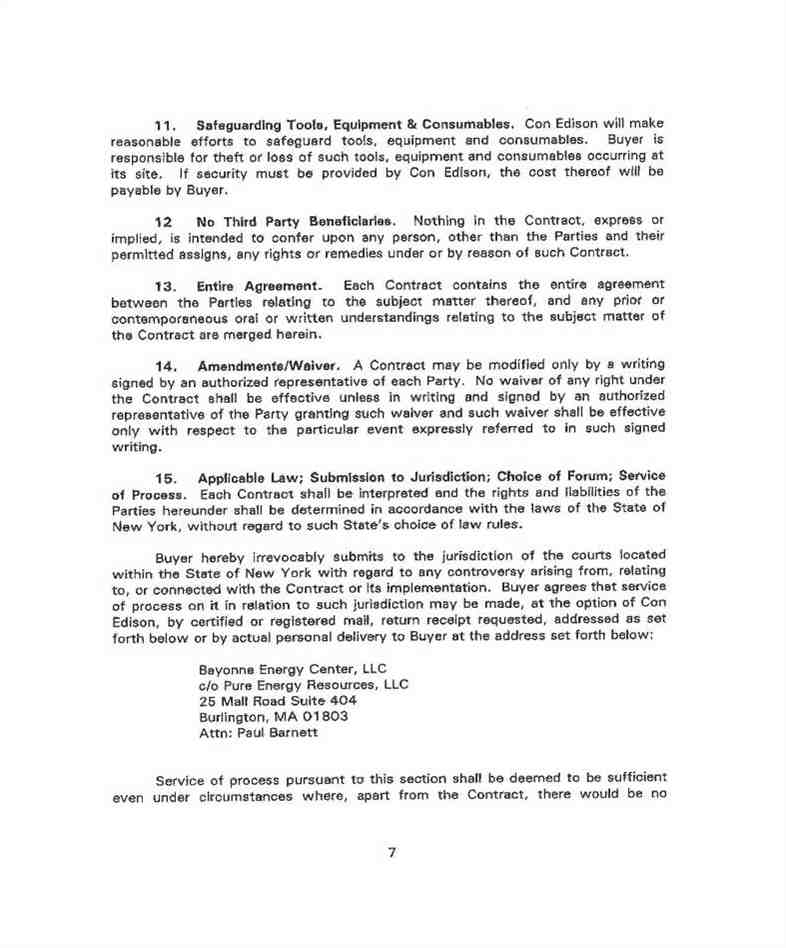 11. Safeguarding Tools, Equipment & Consumables. Con Edison will make
reasonable efforts to safeguard tools, equipment and consumables. Buyer is
responsible for theft or loss of such tools, equipment and consumables occurring at
its site. If security must be provided by Con Edison, the cost thereof will be
payable by Buyer.
12 No Third Party Beneficiaries. Nothing in the Contract, express or
implied, is intended to confer upon any person, other than the Parties and their
permitted assigns, any rights or remedies under or by reason of such Contract.
13. Entire Agreement. Each Contract contains the entire agreement
between the Parties relating to the subject matter thereof, and any prior or
contemporaneous oral or written understandings relating to the subject matter of
the Contract are merged herein.
14. Amendments/Waiver. A Contract may be modified only by a writing
signed by an authorized representative of each Party. No waiver of any right under
the Contract shall be effective unless in writing and signed by an authorized
representative of the Party granting such waiver and such waiver shall be effective
only with respect to the particular event expressly referred to in such signed
writing.
15. Applicable Law; Submission to Jurisdiction; Choice of Forum; Service
of Process. Each Contract shall be interpreted and the rights and liabilities of the
Parties hereunder shall be determined in accordance with the laws of the State of
New York, without regard to such State's choice of law rules.
Buyer hereby irrevocably submits to the jurisdiction of the courts located
within the State of New York with regard to any controversy arising from, relating
to, or connected with the Contract or its implementation. Buyer agrees that service
of process on it in relation to such jurisdiction may be made, at the option of Con
Edison, by certified or registered mail, return receipt requested, addressed as set
forth below or by actual personal delivery to Buyer at the address set forth below:
Bayonne Energy Center, LLC
c/o Pure Energy Resources, LLC
25 Mall Road Suite 404
Burlington, MA 01803
Attn: Paul Barnett
Service of process pursuant to this section shall be deemed to be sufficient
even under circumstances where, apart from the Contract, there would be no
7